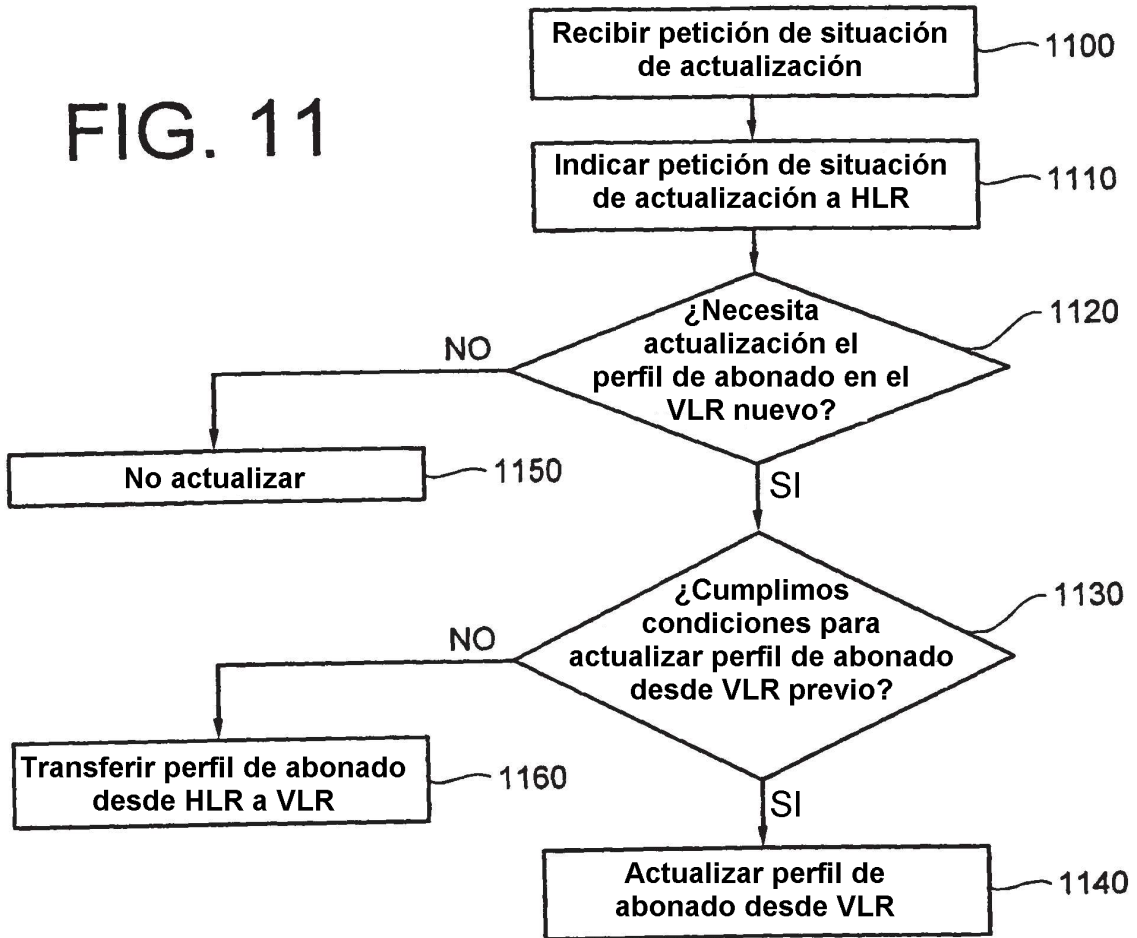 FIG. 11
Recibir petición de situación
de actualización
1100
Indicar petición de situación
de actualización a HLR
1110
¿Necesita
actualización el
perfil de abonado en el
VLR nuevo?
1120
NO
No actualizar
1150
SI
¿Cumplimos
condiciones para
actualizar perfil de abonado
desde VLR previo?
1130
NO
Transferir perfil de abonado
desde HLR a VLR
1160
SI
Actualizar perfil de
abonado desde VLR
1140